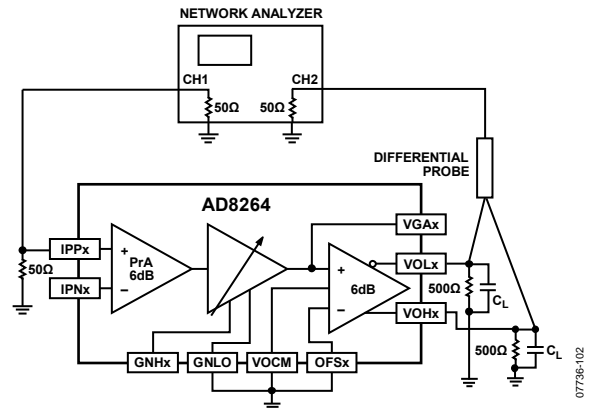 NETWORK ANALYZER
CH1
CH2
50Ω
50Ω
DIFFERENTIAL
PROBE
AD8264
VGAx
IPPx
+
PrA
6dB
–
+
6dB
–
VOLx
50Ω
IPNx
500Ω
CL
VOHx
GNHx
GNLO
VOCM
OFSx
500Ω
CL
07736-102